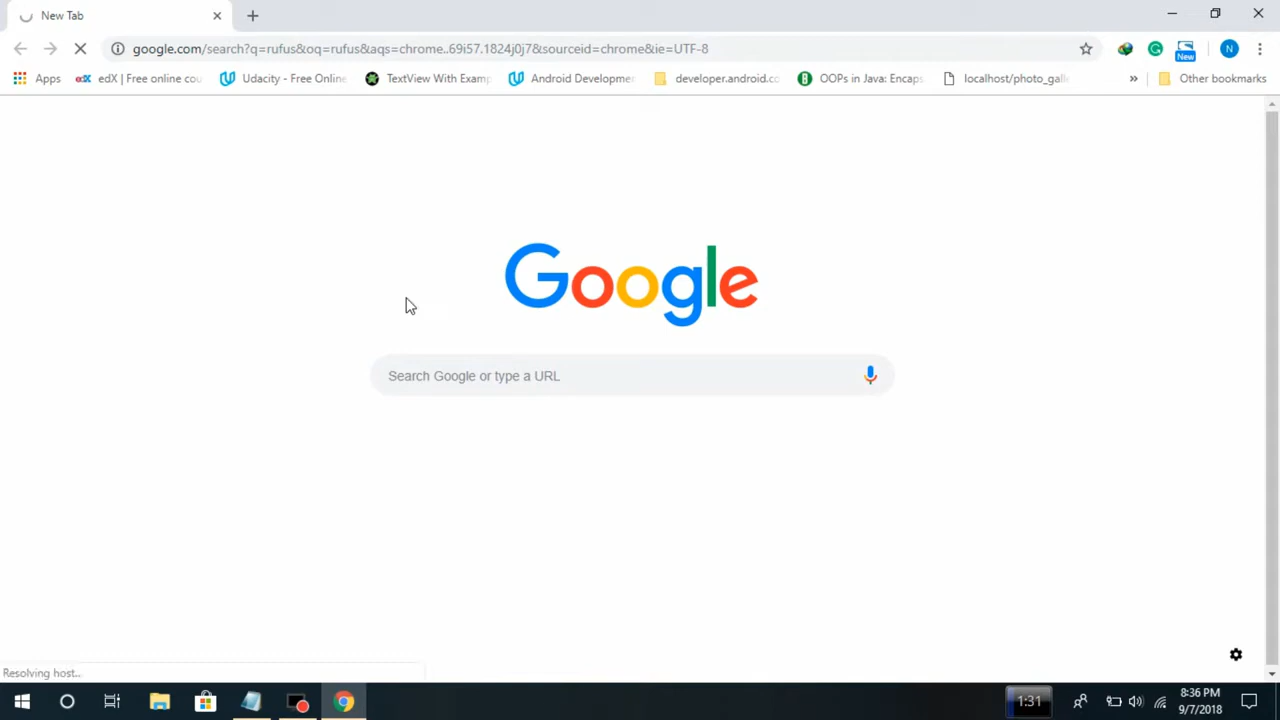 New Tab
google.com/search?q=rufus&oq=rufus&aqs=chrome..69i57.1824j0j7&sourceid=chrome&ie=UTF-8
New
N
Apps edX | Free online cou Udacity - Free Online TextView With Examp Android Developmen developer.android.co OOPs in Java: Encaps localhost/photo_gall » Other bookmarks
Google
Search Google or type a URL
Resolving host...
1:31
8:36 PM
9/7/2018